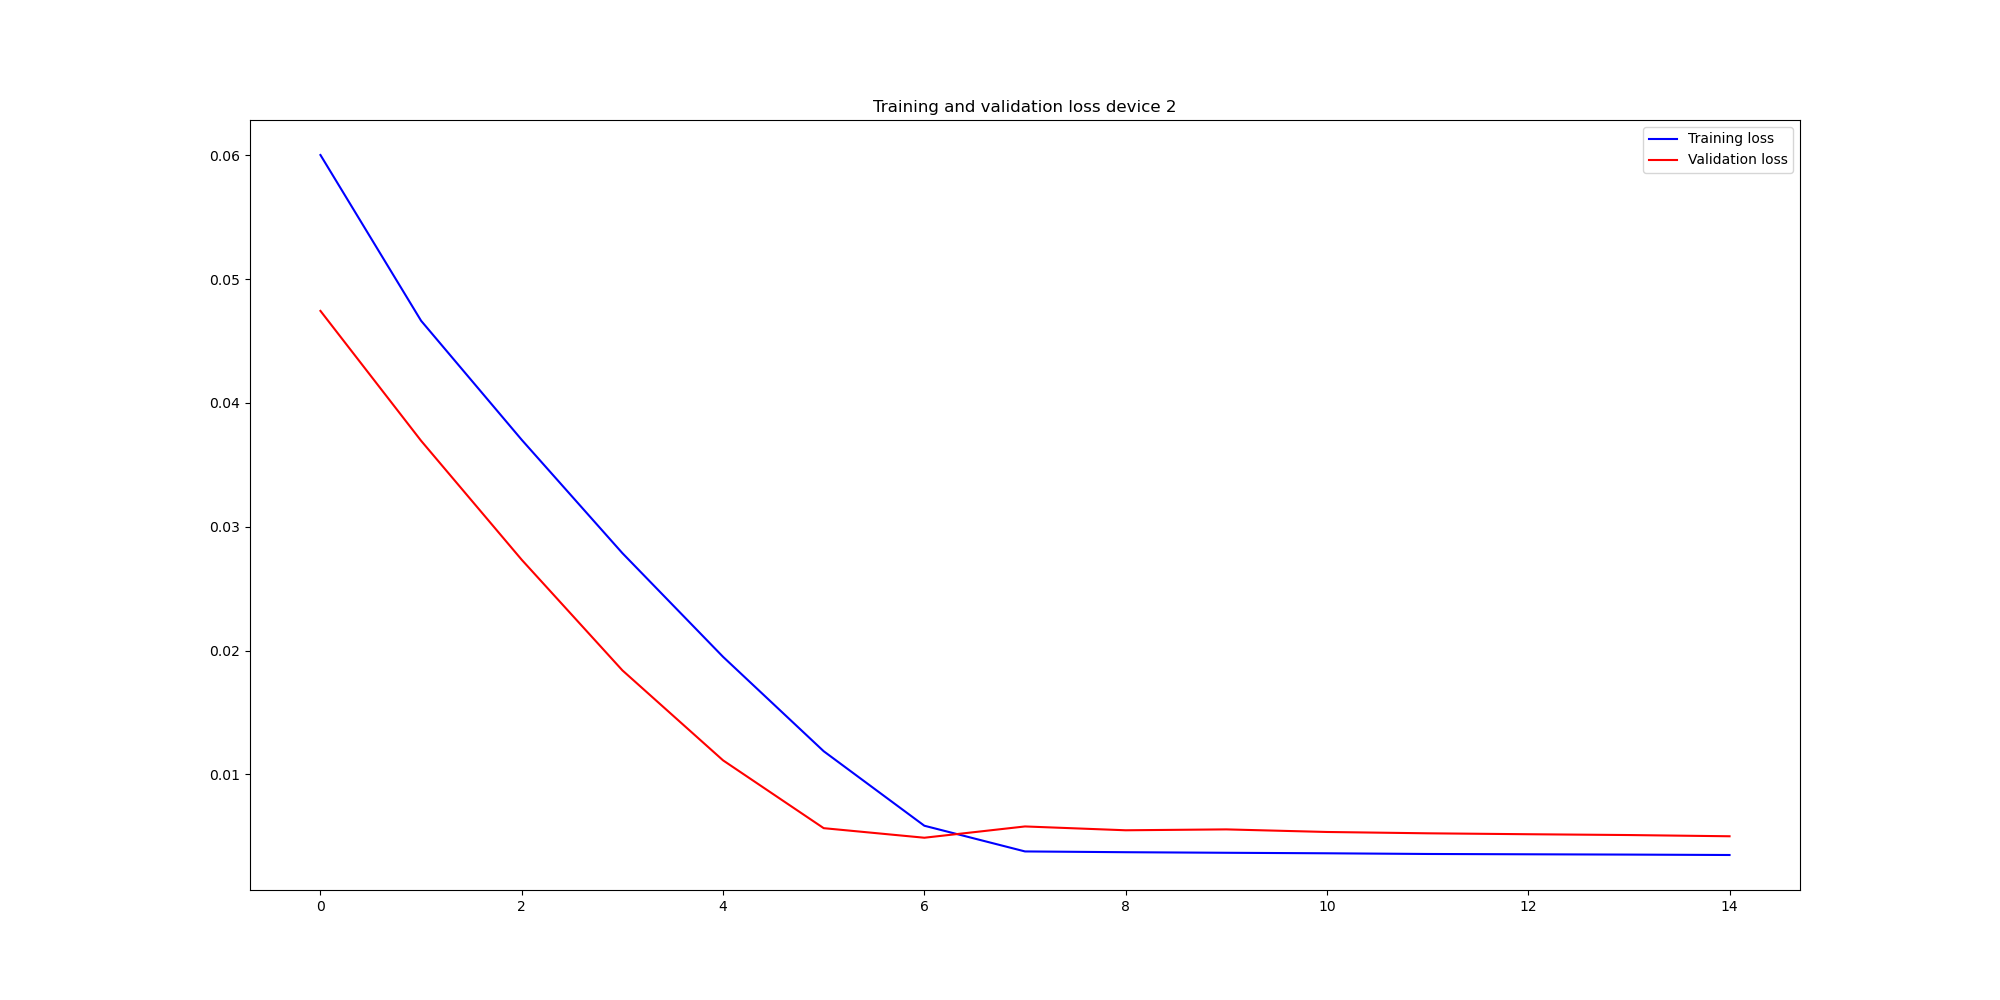 Training and validation loss device 2
Training loss
Validation loss
0.06
0.05
0.04
0.03
0.02
0.01
0 2 4 6 8 10 12 14